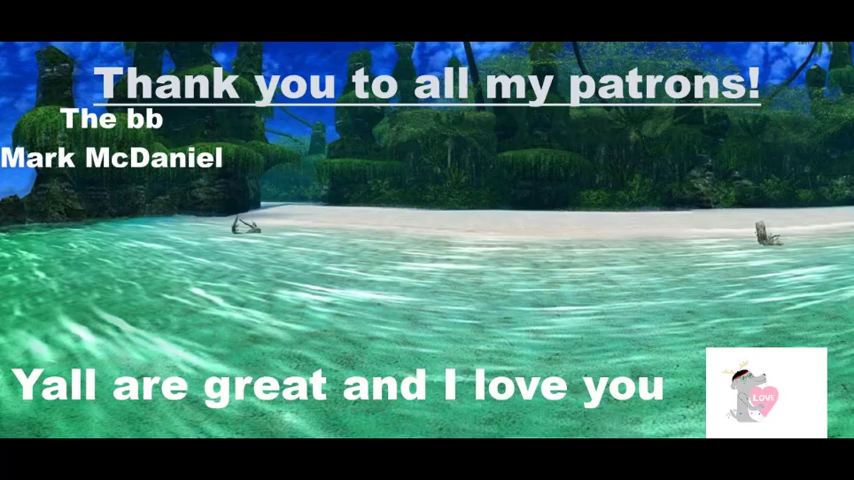 Thank you to all my patrons!
The bb
Mark McDaniel
Yall are great and I love you
LOVE